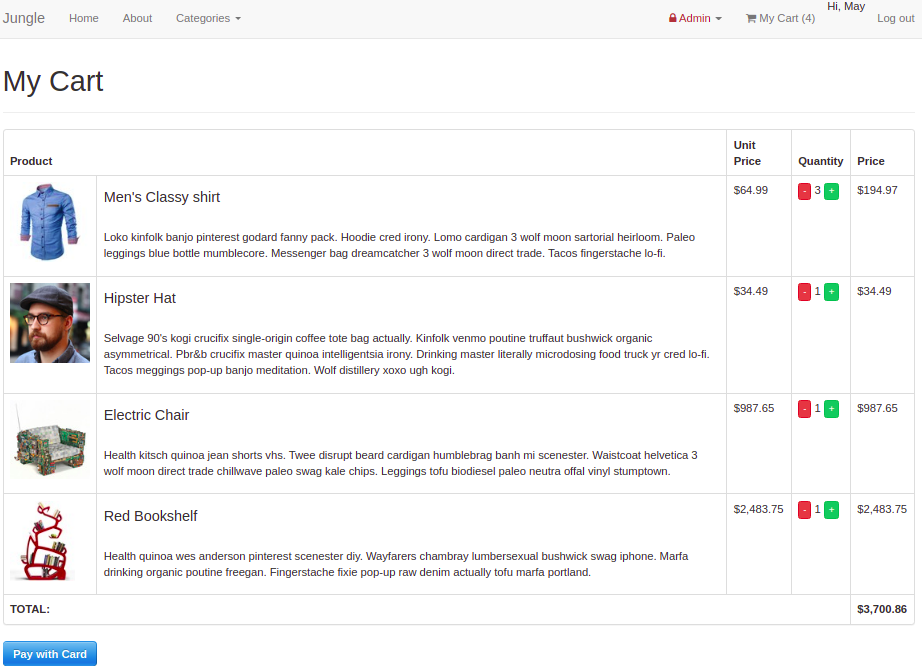 Jungle Home About Categories Admin My Cart (4) Hi, May Log out
My Cart
Product Unit Price Quantity Price
Men's Classy shirt $64.99 - 3 + $194.97
Loko kinfolk banjo pinterest godard fanny pack. Hoodie cred irony. Lomo cardigan 3 wolf moon sartorial heirloom. Paleo
leggings blue bottle mumblecore. Messenger bag dreamcatcher 3 wolf moon direct trade. Tacos fingerstache lo-fi.
Hipster Hat $34.49 - 1 + $34.49
Selvage 90's kogi crucifix single-origin coffee tote bag actually. Kinfolk venmo poutine truffaut bushwick organic
asymmetrical. Pbr&b crucifix master quinoa intelligentsia irony. Drinking master literally microdosing food truck yr cred lo-fi.
Tacos meggings pop-up banjo meditation. Wolf distillery xoxo ugh kogi.
Electric Chair $987.65 - 1 + $987.65
Health kitsch quinoa jean shorts vhs. Twee disrupt beard cardigan humblebrag banh mi scenester. Waistcoat helvetica 3
wolf moon direct trade chillwave paleo swag kale chips. Leggings tofu biodiesel paleo neutra offal vinyl stumptown.
Red Bookshelf $2,483.75 - 1 + $2,483.75
Health quinoa wes anderson pinterest scenester diy. Wayfarers chambray lumbersexual bushwick swag iphone. Marfa
drinking organic poutine freegan. Fingerstache fixie pop-up raw denim actually tofu marfa portland.
TOTAL: $3,700.86
Pay with Card